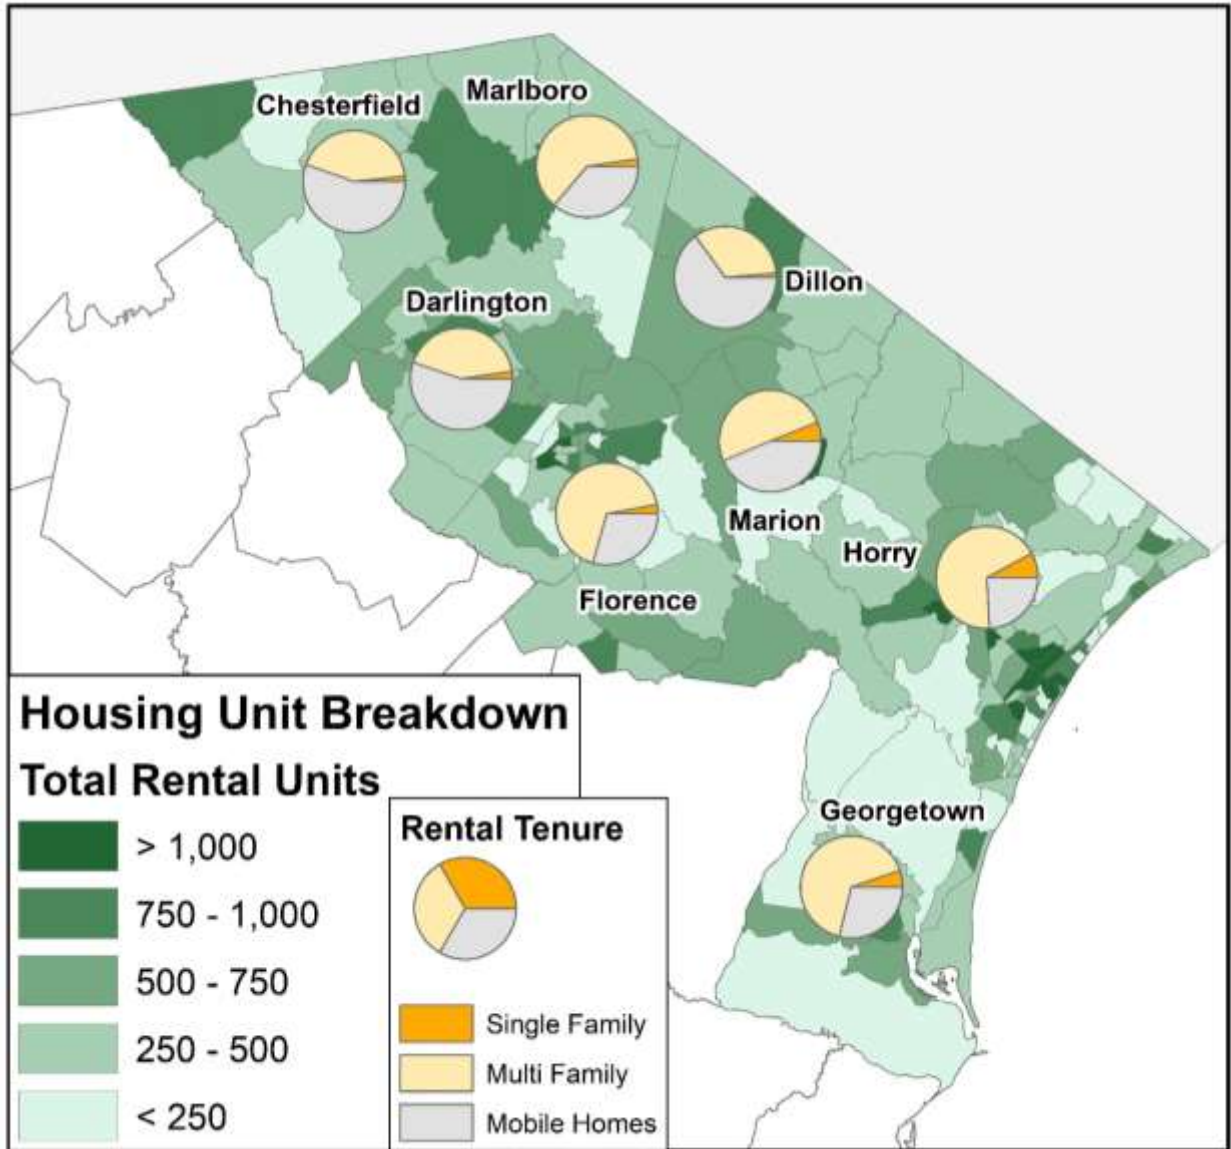 Marlboro
Chesterfield
Dillon
Darlington
Marion
Horry
Florence
Georgetown
Housing Unit Breakdown
Total Rental Units
> 1,000
750 - 1,000
500 - 750
250 - 500
< 250
Rental Tenure
Single Family
Multi Family
Mobile Homes